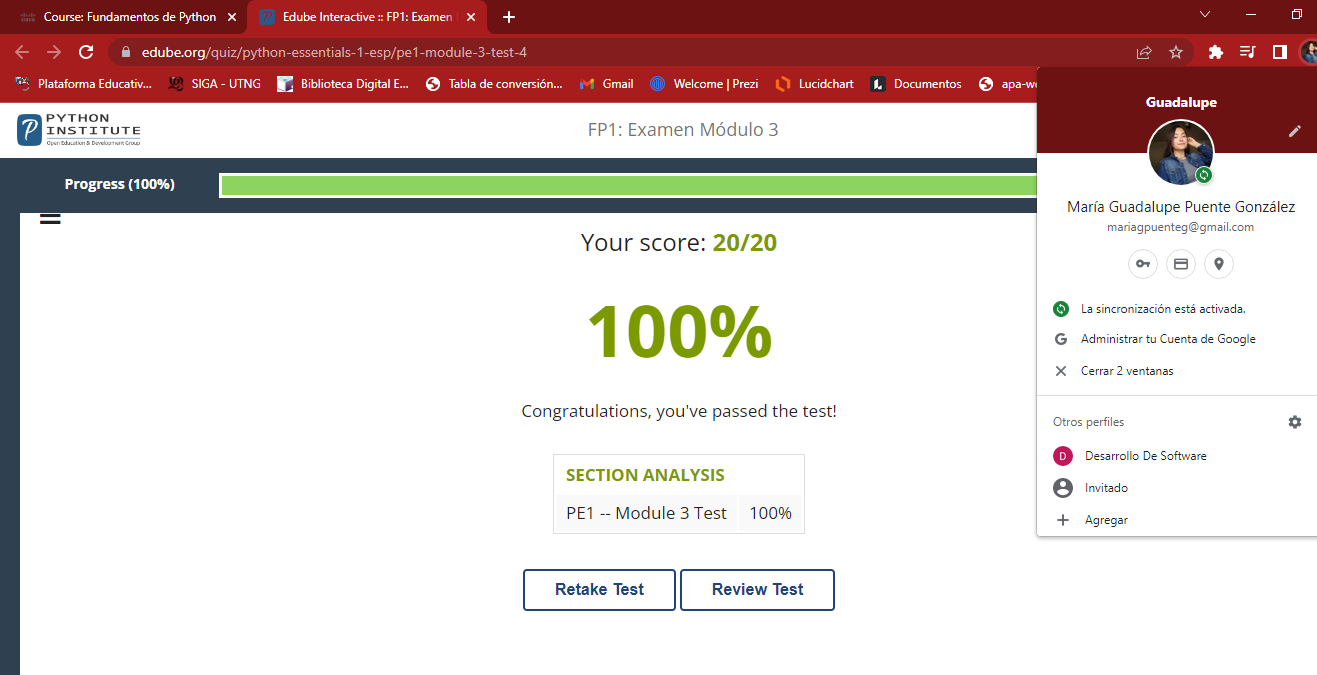 Course: Fundamentos de Python
Edube Interactive :: FP1: Examen
edube.org/quiz/python-essentials-1-esp/pe1-module-3-test-4
Plataforma Educativ...
SIGA - UTNG
Biblioteca Digital E...
Tabla de conversión...
Gmail
Welcome | Prezi
Lucidchart
Documentos
apa-w
PYTHON
INSTITUTE
Open Education & Development Group
FP1: Examen Módulo 3
Progress (100%)
Your score: 20/20
100%
Congratulations, you've passed the test!
SECTION ANALYSIS
PE1 -- Module 3 Test 100%
Retake Test
Review Test
Guadalupe
María Guadalupe Puente González
mariagpuenteg@gmail.com
La sincronización está activada.
G Administrar tu Cuenta de Google
Cerrar 2 ventanas
Otros perfiles
D Desarrollo De Software
Invitado
Agregar